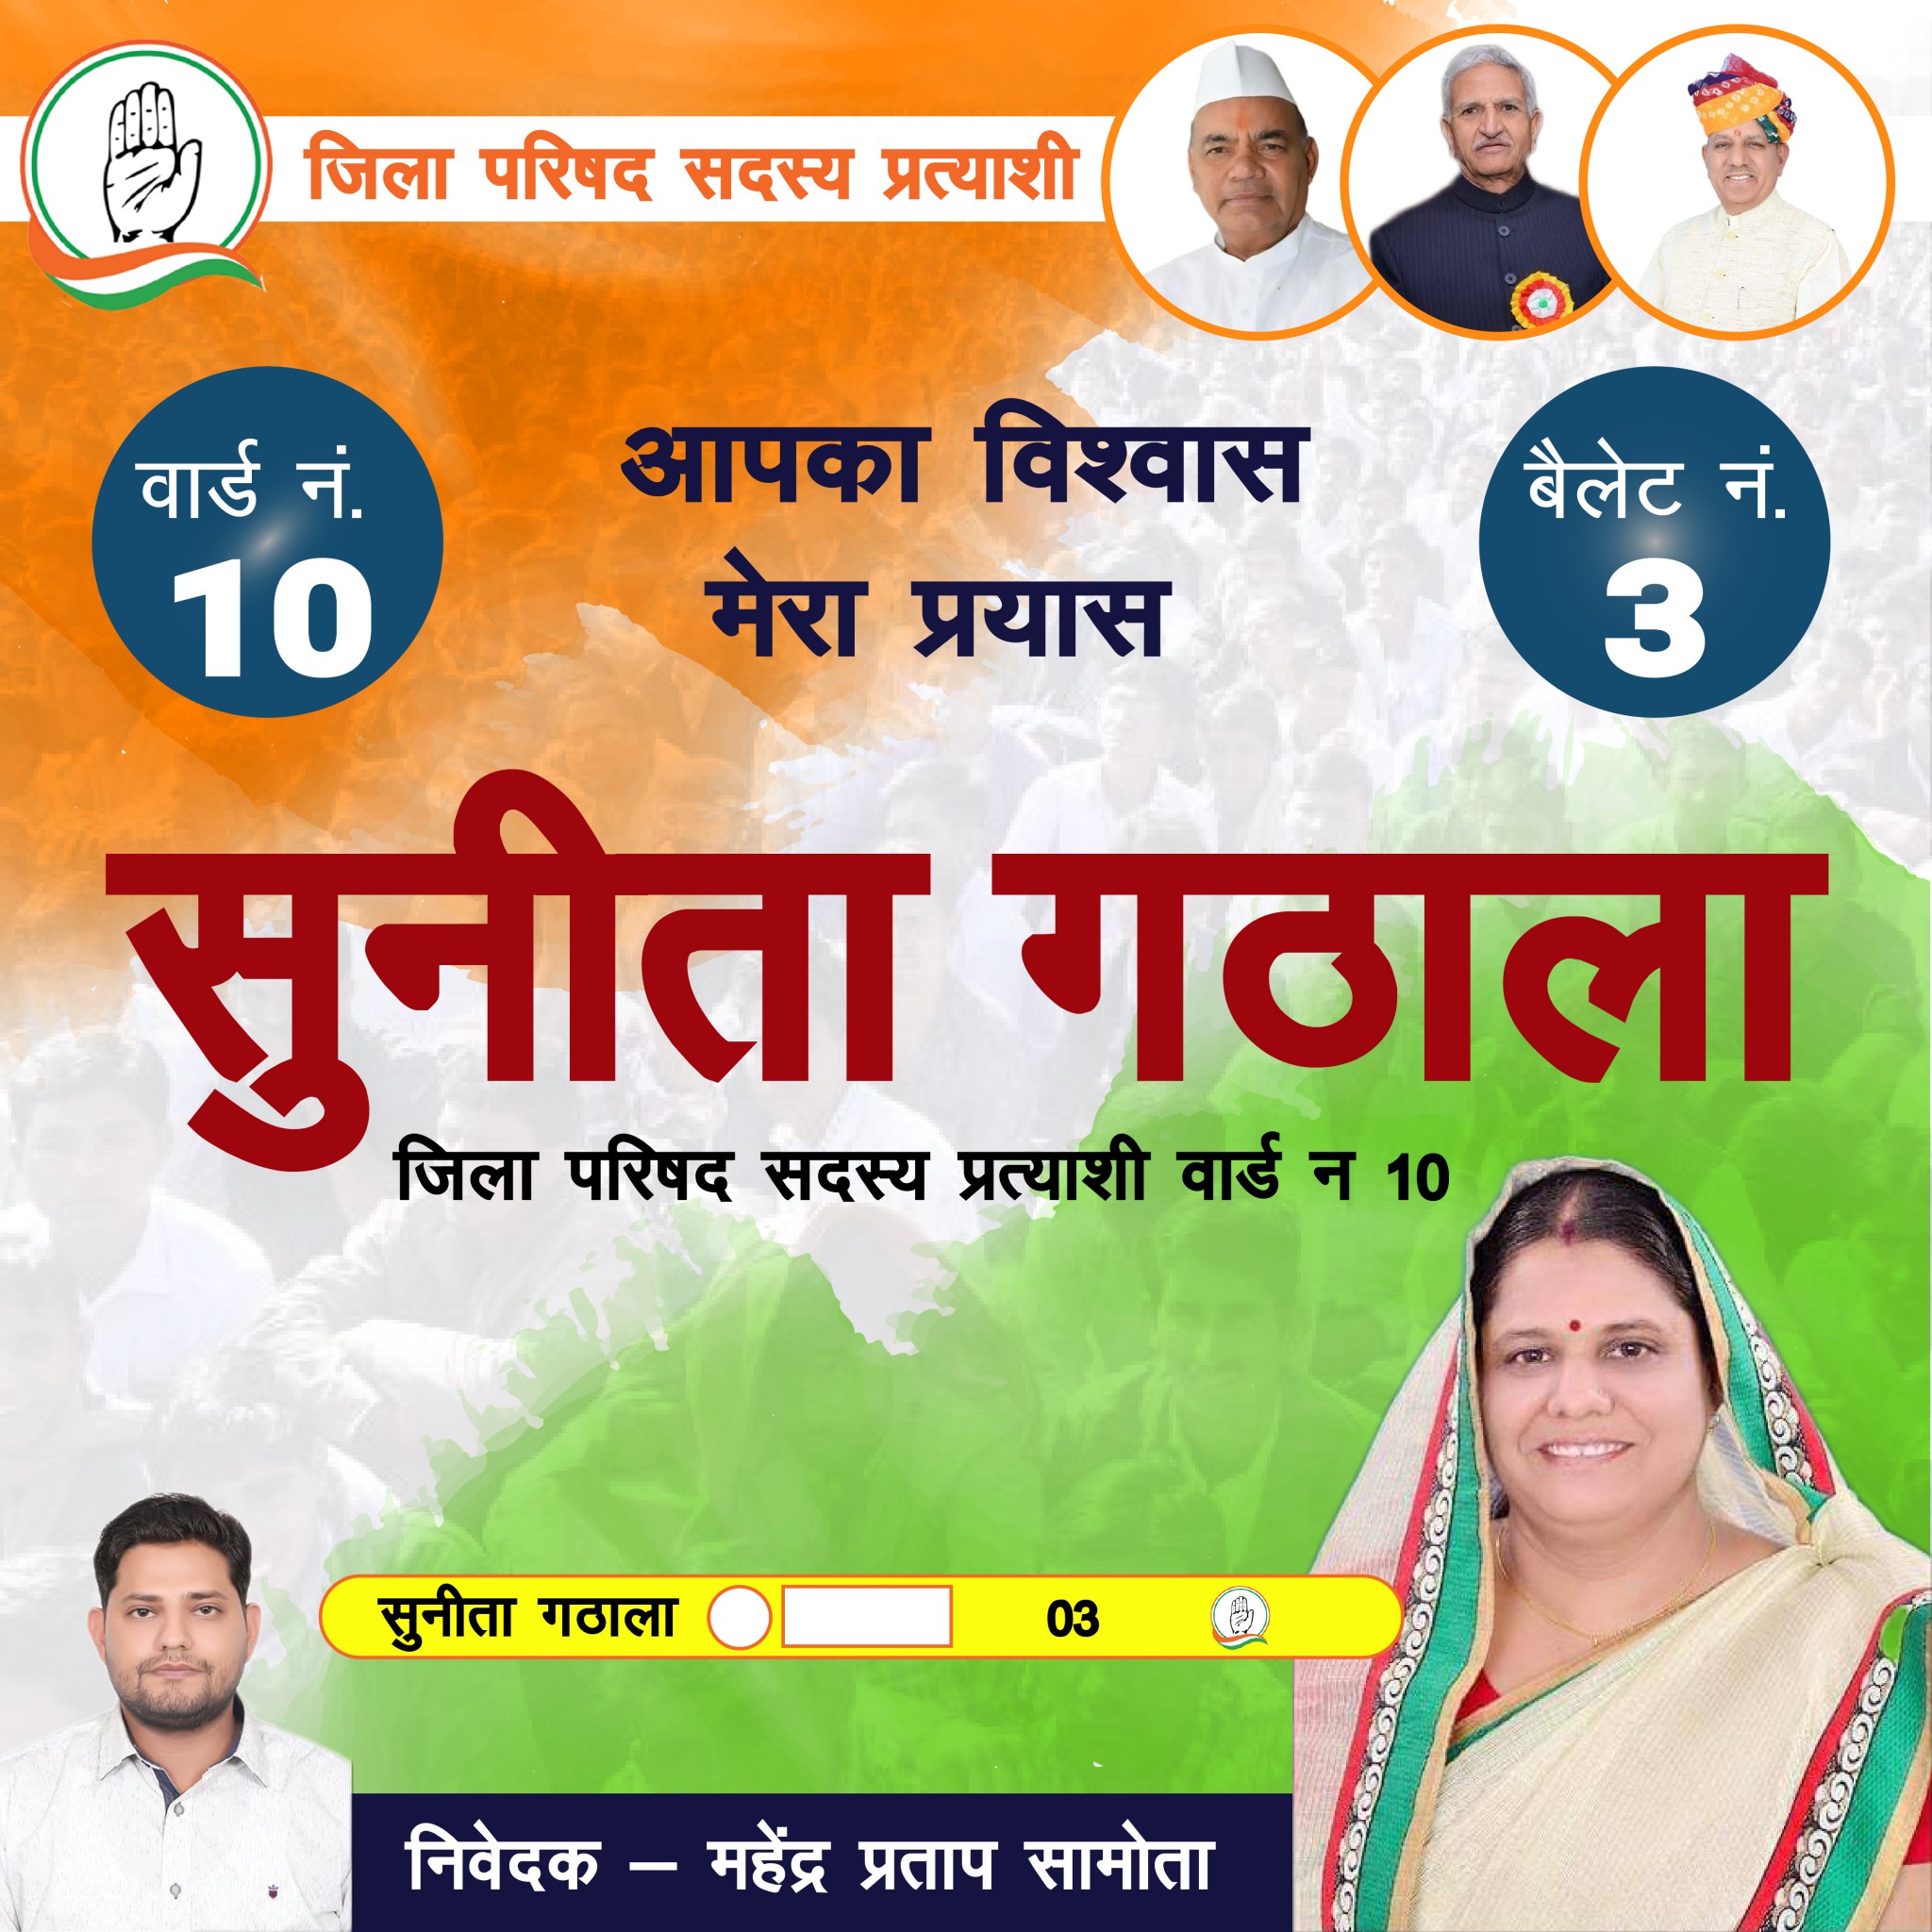 जिला परिषद सदस्य प्रत्याशी
वार्ड नं.
10
आपका विश्वास
मेरा प्रयास
बैलेट नं.
3
सुनीता गठाला
जिला परिषद सदस्य प्रत्याशी वार्ड न 10
सुनीता गठाला 03
निवेदक – महेंद्र प्रताप सामोता